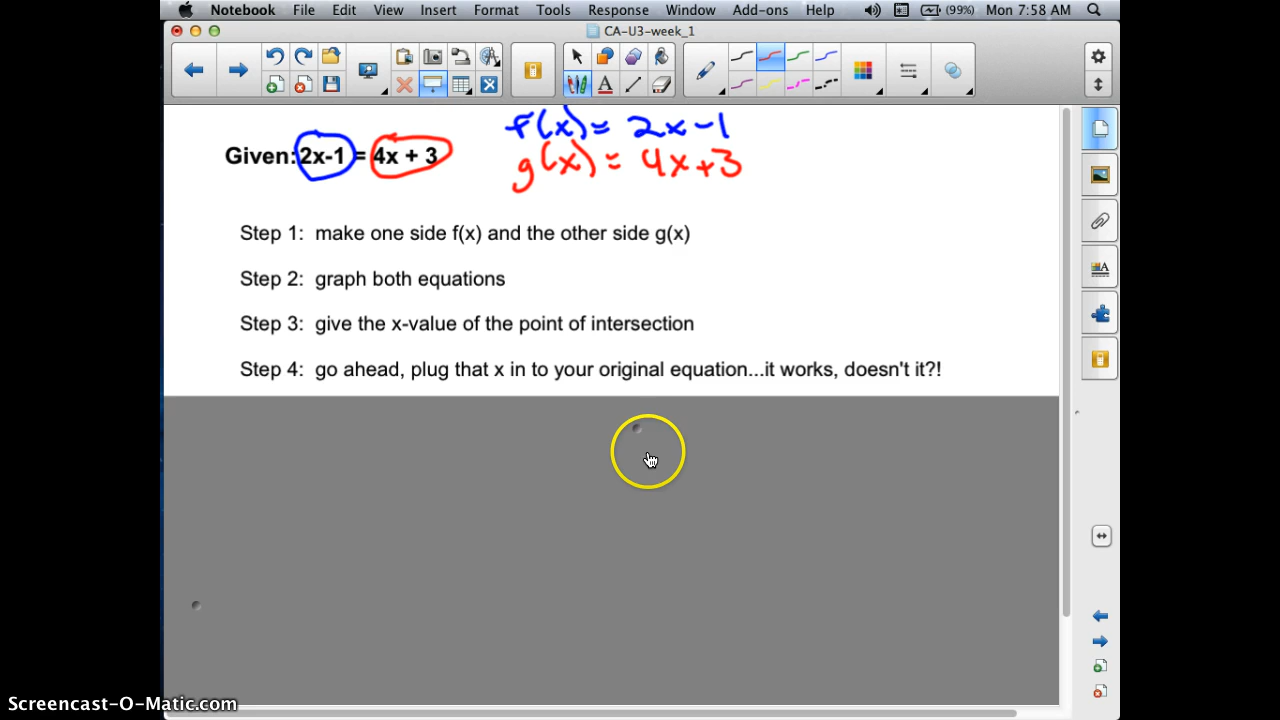 Notebook File Edit View Insert Format Tools Response Window Add-ons Help (99%) Mon 7:58 AM
CA-U3-week_1
f(x) = 2x-1
Given: 2x-1 = 4x + 3
g(x) = 4x+3
Step 1: make one side f(x) and the other side g(x)
Step 2: graph both equations
Step 3: give the x-value of the point of intersection
Step 4: go ahead, plug that x in to your original equation...it works, doesn't it?!
Screencast-O-Matic.com